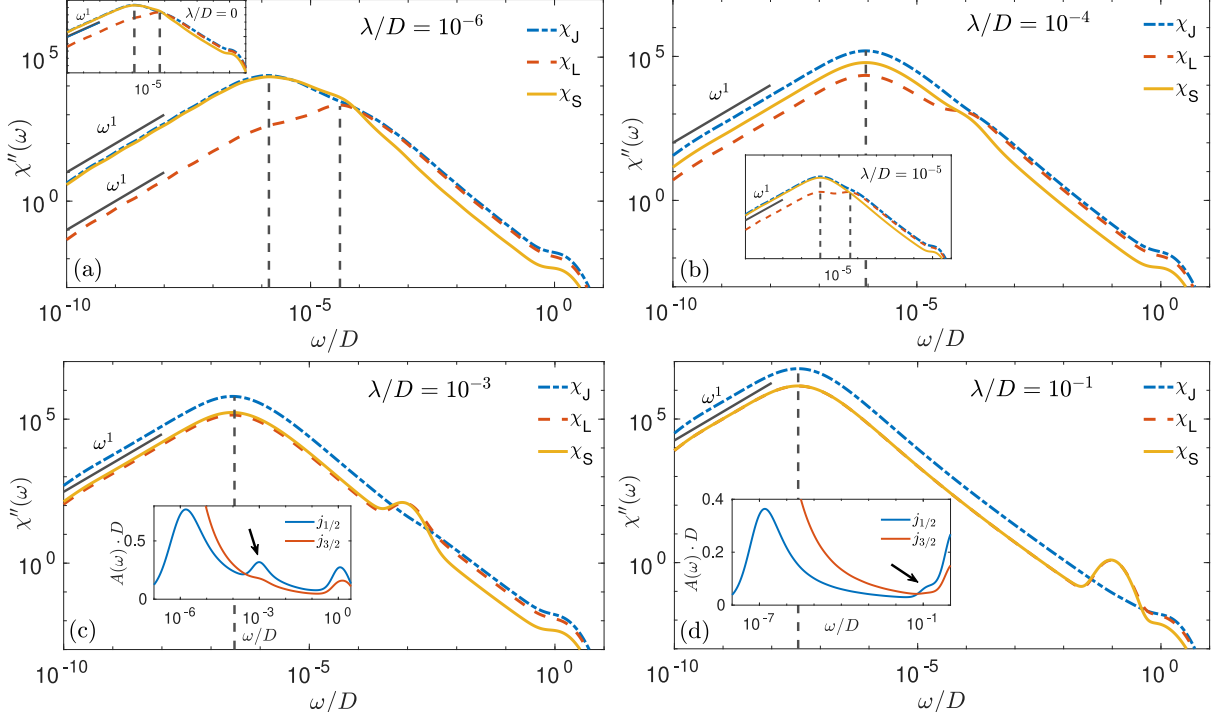 λ/D = 10⁻⁶
χ_J
χ_L
χ_S
λ/D = 0
ω¹
10⁻⁵
ω¹
ω¹
χ″(ω)
10⁵
10⁰
(a)
10⁻¹⁰ 10⁻⁵ 10⁰
ω/D
λ/D = 10⁻⁴
χ_J
χ_L
χ_S
ω¹
χ″(ω)
10⁵
10⁰
λ/D = 10⁻⁵
ω¹
10⁻⁵
(b)
10⁻¹⁰ 10⁻⁵ 10⁰
ω/D
λ/D = 10⁻³
χ_J
χ_L
χ_S
ω¹
χ″(ω)
10⁵
10⁰
A(ω) · D
0.5
0
j₁/₂
j₃/₂
10⁻⁶ 10⁻³ 10⁰
ω/D
(c)
10⁻¹⁰ 10⁻⁵ 10⁰
ω/D
λ/D = 10⁻¹
χ_J
χ_L
χ_S
ω¹
χ″(ω)
10⁵
10⁰
A(ω) · D
0.4
0.2
0
j₁/₂
j₃/₂
10⁻⁷ 10⁻¹
ω/D
(d)
10⁻¹⁰ 10⁻⁵ 10⁰
ω/D